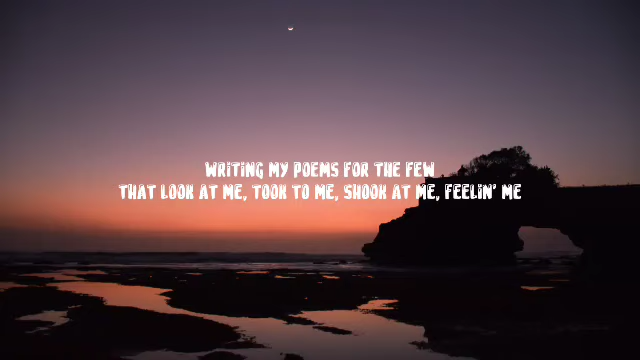 WRITING MY POEMS FOR THE FEW
THAT LOOK AT ME, TOOK TO ME, SHOOK AT ME, FEELIN' ME